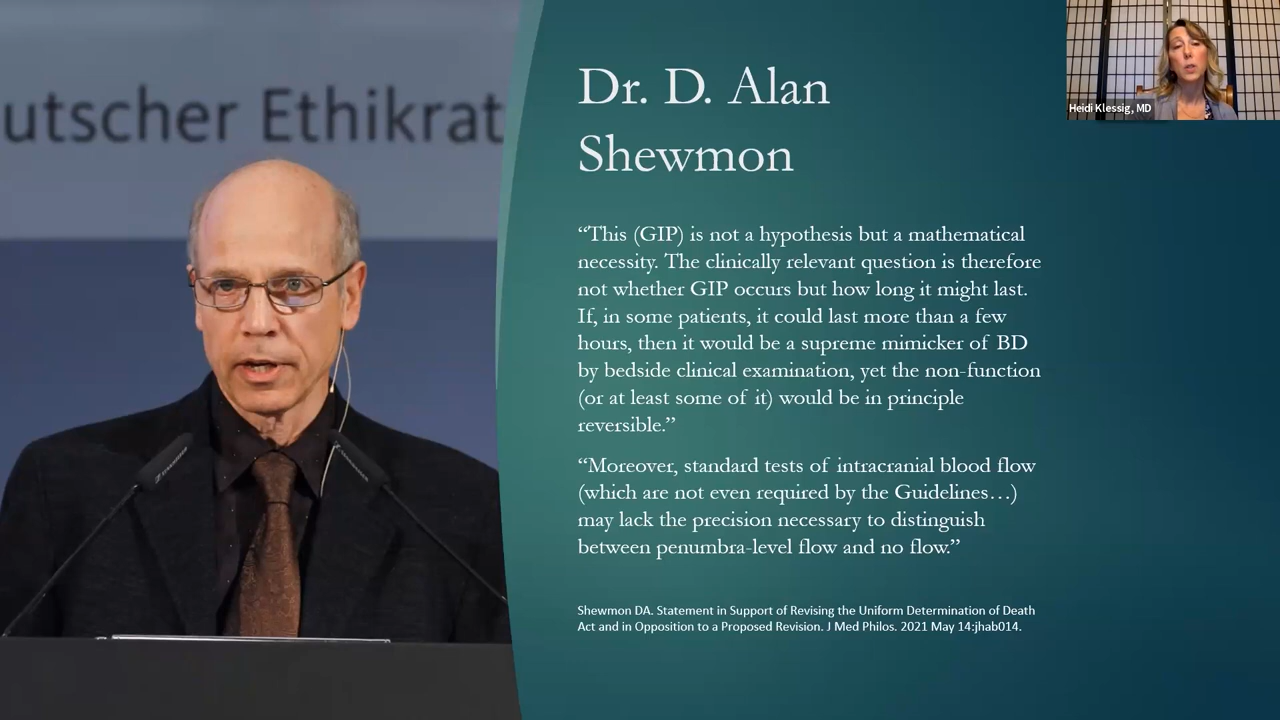 utscher Ethikrat
Dr. D. Alan
Shewmon
“This (GIP) is not a hypothesis but a mathematical
necessity. The clinically relevant question is therefore
not whether GIP occurs but how long it might last.
If, in some patients, it could last more than a few
hours, then it would be a supreme mimicker of BD
by bedside clinical examination, yet the non-function
(or at least some of it) would be in principle
reversible.”
“Moreover, standard tests of intracranial blood flow
(which are not even required by the Guidelines…)
may lack the precision necessary to distinguish
between penumbra-level flow and no flow.”
Shewmon DA. Statement in Support of Revising the Uniform Determination of Death
Act and in Opposition to a Proposed Revision. J Med Philos. 2021 May 14:jhab014.
Heidi Klessig, MD